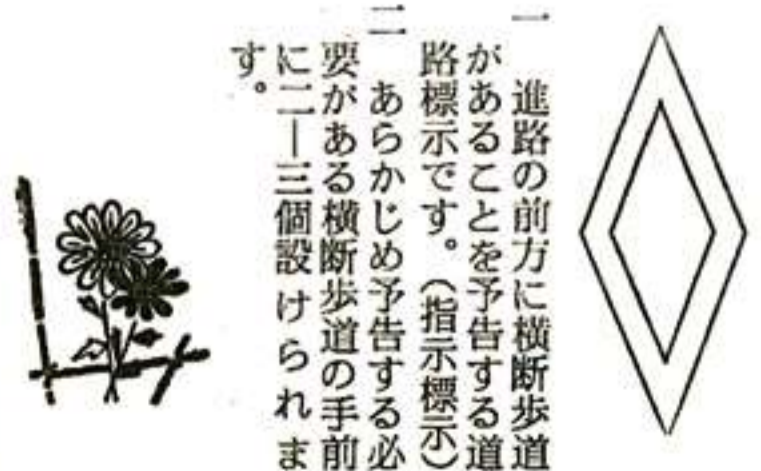 一　進路の前方に横断歩道
があることを予告する道
路標示です。（指示標示）
二　あらかじめ予告する必
要がある横断歩道の手前
に二―三個設けられま
す。